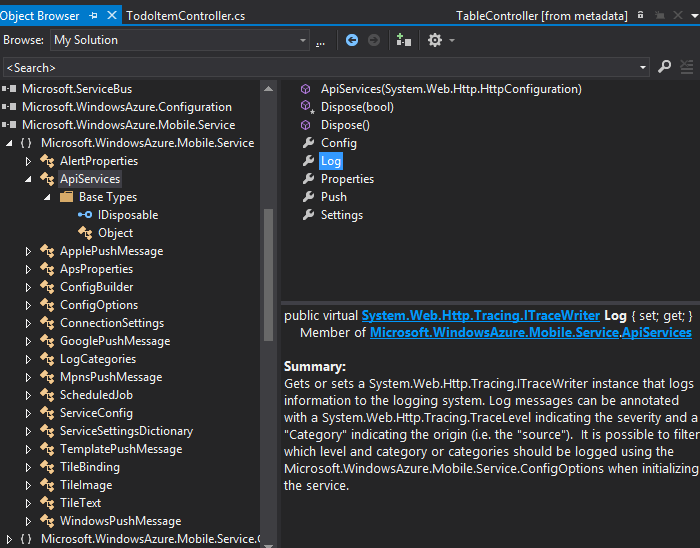 Object Browser
TodoItemController.cs
TableController [from metadata]
Browse: My Solution
...
<Search>
Microsoft.ServiceBus
Microsoft.WindowsAzure.Configuration
Microsoft.WindowsAzure.Mobile.Service
{ } Microsoft.WindowsAzure.Mobile.Service
AlertProperties
ApiServices
Base Types
IDisposable
Object
ApplePushMessage
ApsProperties
ConfigBuilder
ConfigOptions
ConnectionSettings
GooglePushMessage
LogCategories
MpnsPushMessage
ScheduledJob
ServiceConfig
ServiceSettingsDictionary
TemplatePushMessage
TileBinding
TileImage
TileText
WindowsPushMessage
{ } Microsoft.WindowsAzure.Mobile.Service.C
ApiServices(System.Web.Http.HttpConfiguration)
Dispose(bool)
Dispose()
Config
Log
Properties
Push
Settings
public virtual System.Web.Http.Tracing.ITraceWriter Log { set; get; }
Member of Microsoft.WindowsAzure.Mobile.Service.ApiServices
Summary:
Gets or sets a System.Web.Http.Tracing.ITraceWriter instance that logs
information to the logging system. Log messages can be annotated
with a System.Web.Http.Tracing.TraceLevel indicating the severity and a
"Category" indicating the origin (i.e. the "source"). It is possible to filter
which level and category or categories should be logged using the
Microsoft.WindowsAzure.Mobile.Service.ConfigOptions when initializing
the service.